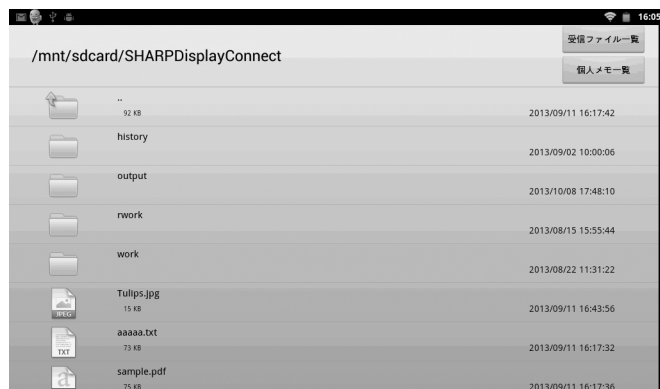 16:05
/mnt/sdcard/SHARPDisplayConnect
受信ファイル一覧
個人メモ一覧
..
92 KB
2013/09/11 16:17:42
history
2013/09/02 10:00:06
output
2013/10/08 17:48:10
rwork
2013/08/15 15:55:44
work
2013/08/22 11:31:22
Tulips.jpg
15 KB
2013/09/11 16:43:56
JPEG
aaaaa.txt
73 KB
2013/09/11 16:17:32
TXT
sample.pdf
75 KB
2013/09/11 16:17:36